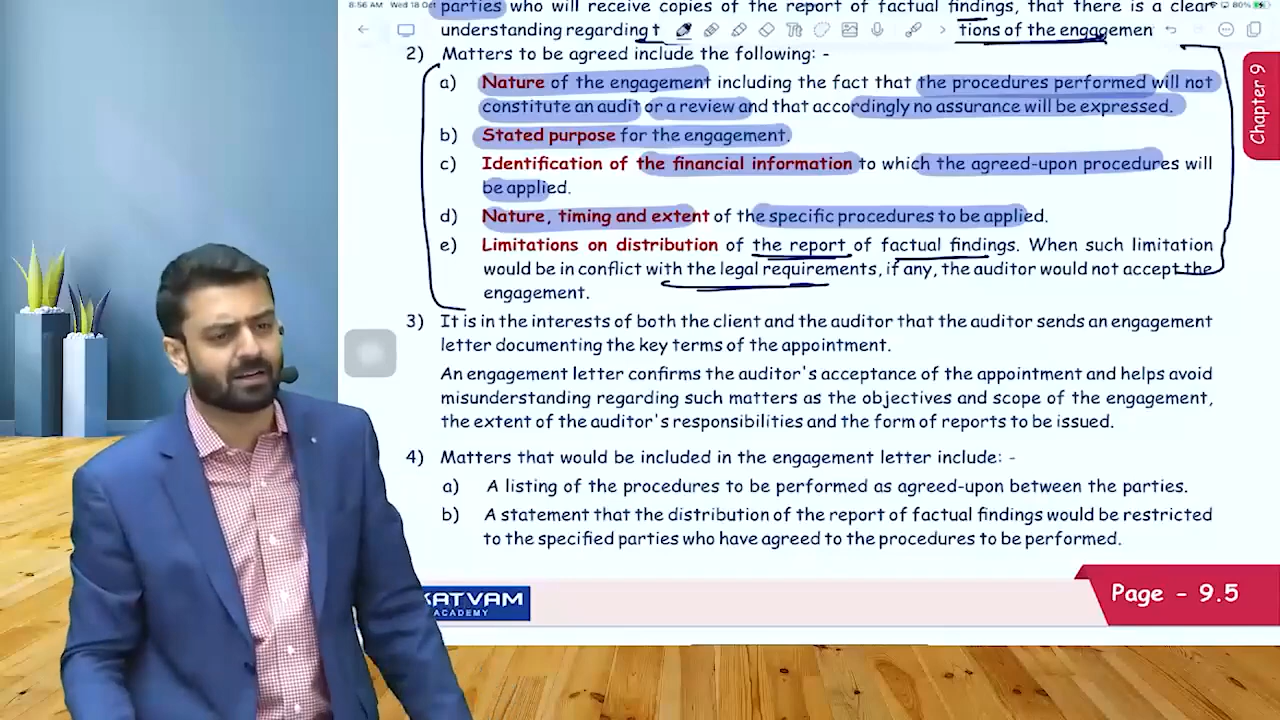 8:56 AM Wed 18 Oct
80%
parties who will receive copies of the report of factual findings, that there is a clear
understanding regarding t tions of the engagemen
2) Matters to be agreed include the following: -
a) Nature of the engagement including the fact that the procedures performed will not
constitute an audit or a review and that accordingly no assurance will be expressed.
b) Stated purpose for the engagement.
c) Identification of the financial information to which the agreed-upon procedures will
be applied.
d) Nature, timing and extent of the specific procedures to be applied.
e) Limitations on distribution of the report of factual findings. When such limitation
would be in conflict with the legal requirements, if any, the auditor would not accept the
engagement.
3) It is in the interests of both the client and the auditor that the auditor sends an engagement
letter documenting the key terms of the appointment.
An engagement letter confirms the auditor's acceptance of the appointment and helps avoid
misunderstanding regarding such matters as the objectives and scope of the engagement,
the extent of the auditor's responsibilities and the form of reports to be issued.
4) Matters that would be included in the engagement letter include: -
a) A listing of the procedures to be performed as agreed-upon between the parties.
b) A statement that the distribution of the report of factual findings would be restricted
to the specified parties who have agreed to the procedures to be performed.
Chapter 9
KATVAM
ACADEMY
Page - 9.5